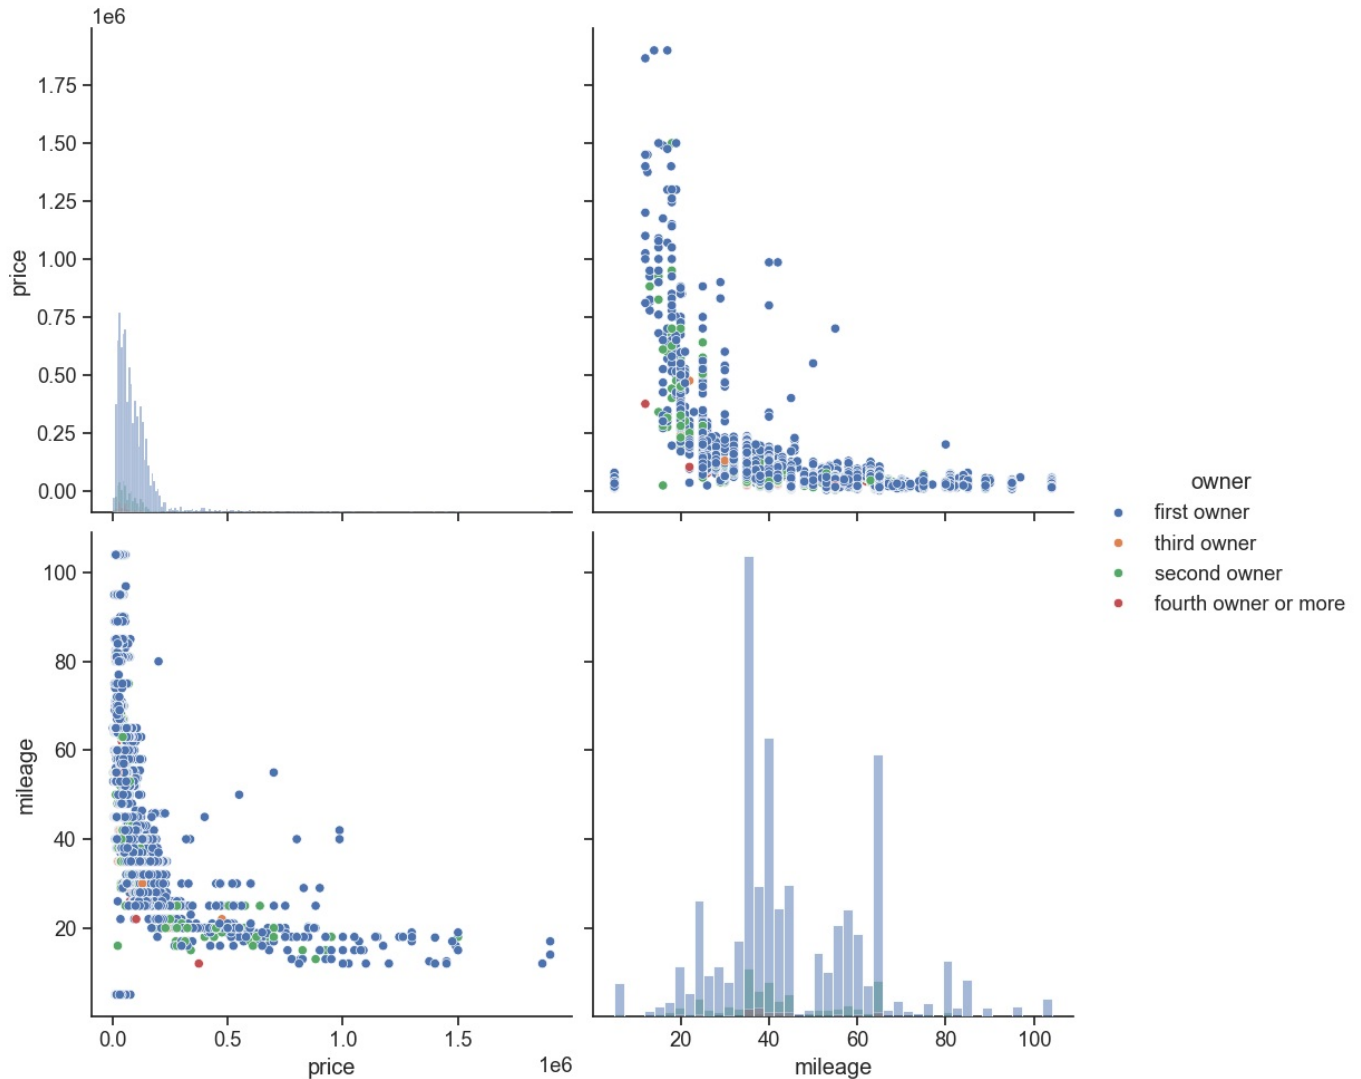 1e6
1.75
1.50
1.25
1.00
0.75
0.50
0.25
0.00
price
owner
first owner
third owner
second owner
fourth owner or more
100
80
60
40
20
mileage
0.0 0.5 1.0 1.5
price
1e6
20 40 60 80 100
mileage